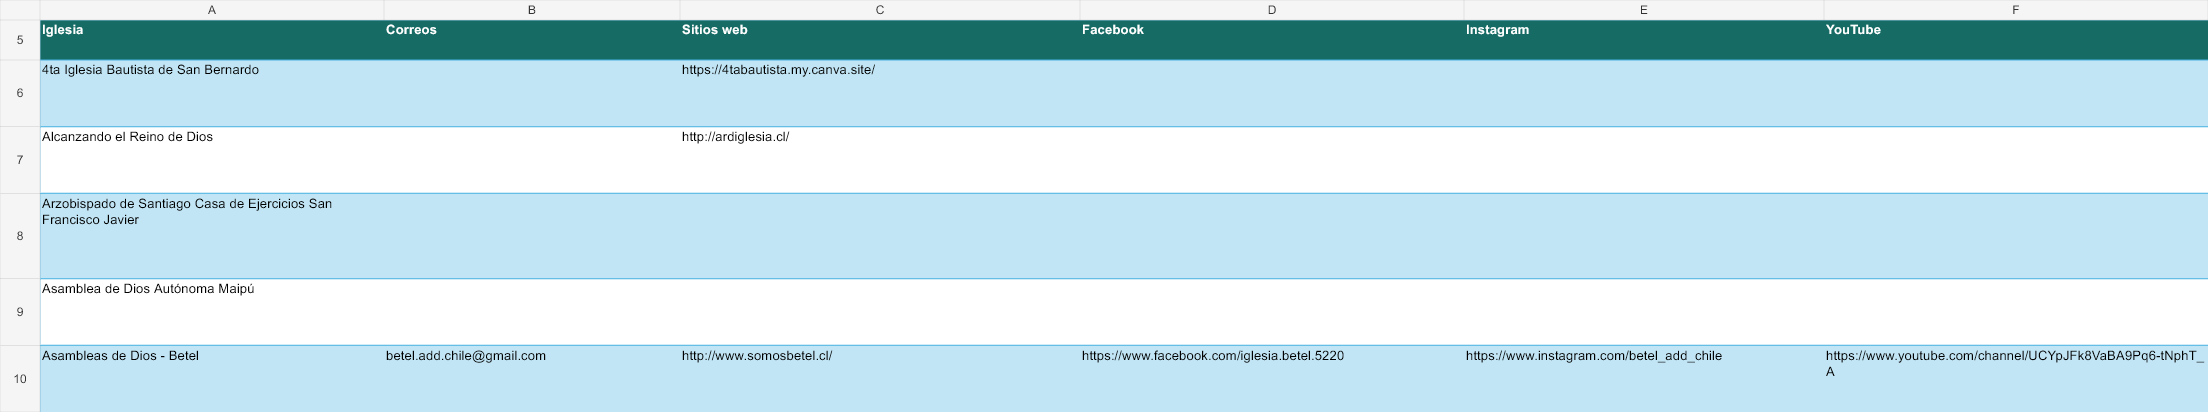 A B C D E F
5 Iglesia Correos Sitios web Facebook Instagram YouTube
6 4ta Iglesia Bautista de San Bernardo https://4tabautista.my.canva.site/
7 Alcanzando el Reino de Dios http://ardiglesia.cl/
8 Arzobispado de Santiago Casa de Ejercicios San
Francisco Javier
9 Asamblea de Dios Autónoma Maipú
10 Asambleas de Dios - Betel betel.add.chile@gmail.com http://www.somosbetel.cl/ https://www.facebook.com/iglesia.betel.5220 https://www.instagram.com/betel_add_chile https://www.youtube.com/channel/UCYpJFk8VaBA9Pq6-tNphT_
A